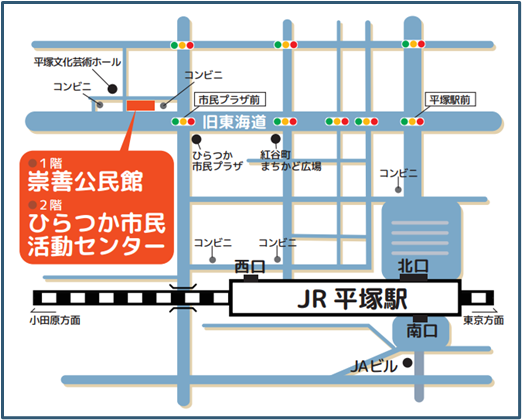 平塚文化芸術ホール
コンビニ
コンビニ
市民プラザ前
平塚駅前
旧東海道
●1階
崇善公民館
●2階
ひらつか市民
活動センター
ひらつか
市民プラザ
紅谷町
まちかど広場
コンビニ
コンビニ
コンビニ
西口
北口
JR 平塚駅
小田原方面
東京方面
南口
JAビル